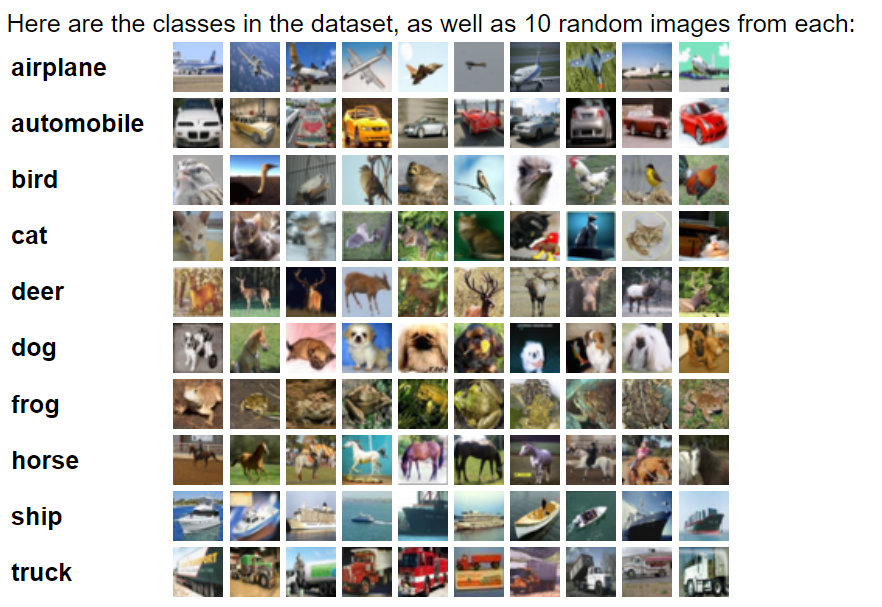 Here are the classes in the dataset, as well as 10 random images from each:
airplane
automobile
bird
cat
deer
dog
frog
horse
ship
truck